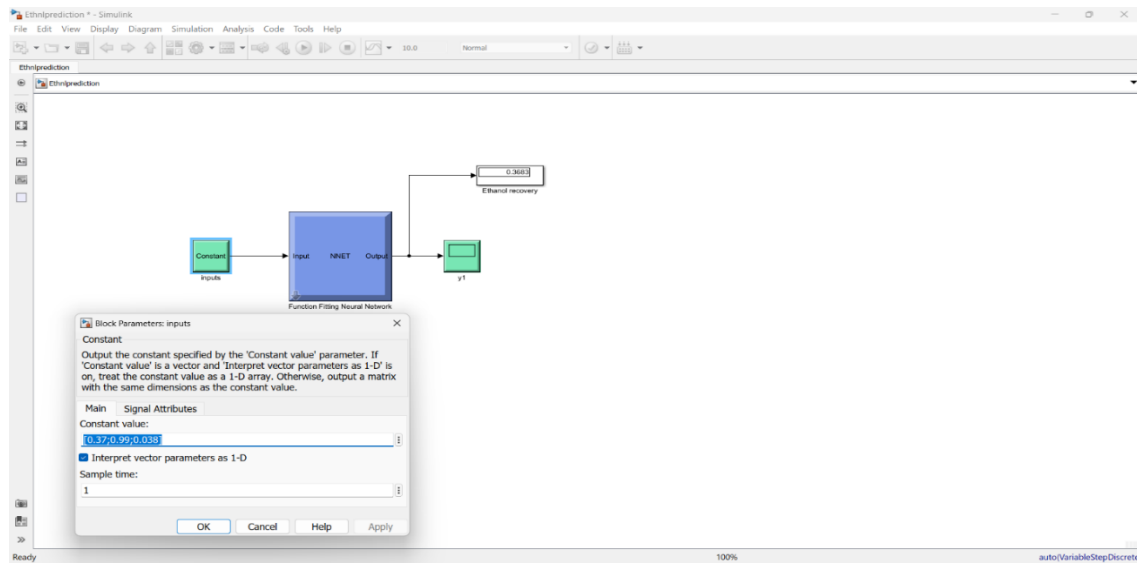 Ethnlprediction * - Simulink
File Edit View Display Diagram Simulation Analysis Code Tools Help
10.0 Normal
Ethnlprediction
Ethnlprediction
0.3683
Ethanol recovery
Constant
inputs
Input NNET Output
Function Fitting Neural Network
y1
Block Parameters: inputs
Constant
Output the constant specified by the 'Constant value' parameter. If
'Constant value' is a vector and 'Interpret vector parameters as 1-D' is
on, treat the constant value as a 1-D array. Otherwise, output a matrix
with the same dimensions as the constant value.
Main Signal Attributes
Constant value:
[0.37;0.99;0.038]
Interpret vector parameters as 1-D
Sample time:
1
OK Cancel Help Apply
Ready 100% auto(VariableStepDiscrete